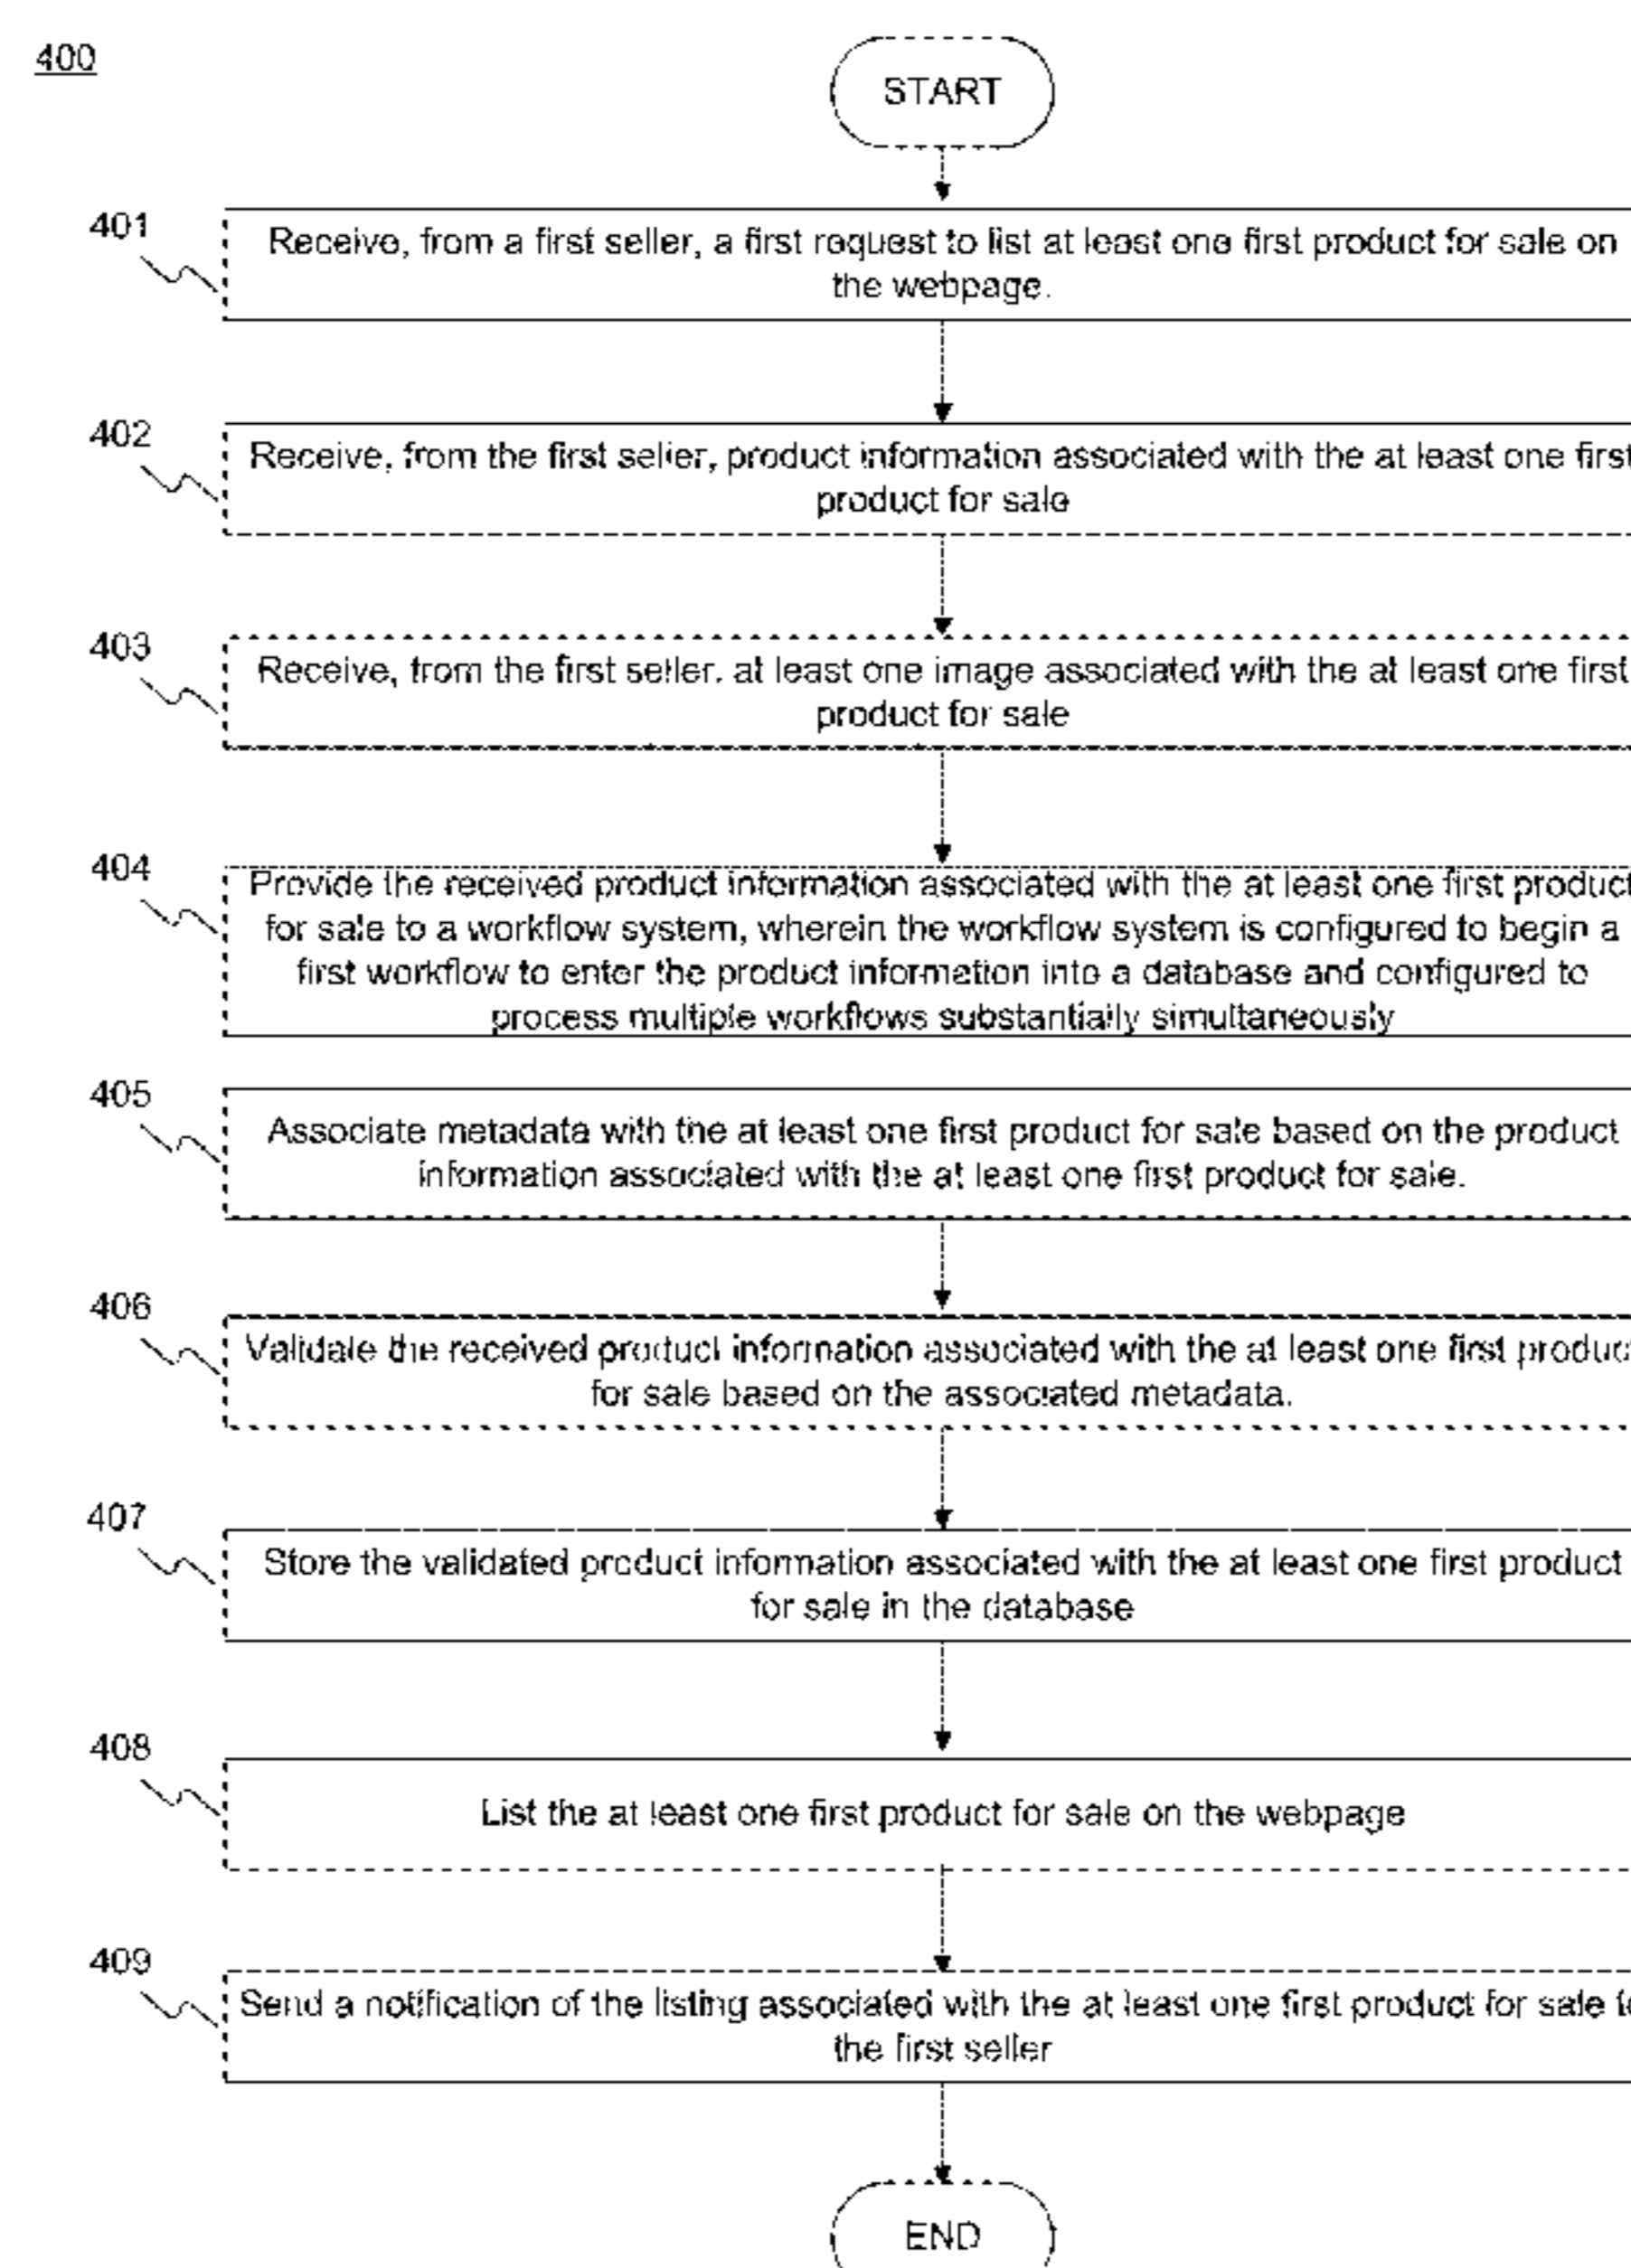 400
START
401
Receive, from a first seller, a first request to list at least one first product for sale on
the webpage.
402
Receive, from the first seller, product information associated with the at least one first
product for sale
403
Receive, from the first seller, at least one image associated with the at least one first
product for sale
404
Provide the received product information associated with the at least one first product
for sale to a workflow system, wherein the workflow system is configured to begin a
first workflow to enter the product information into a database and configured to
process multiple workflows substantially simultaneously
405
Associate metadata with the at least one first product for sale based on the product
information associated with the at least one first product for sale.
406
Validate the received product information associated with the at least one first produc
for sale based on the associated metadata.
407
Store the validated product information associated with the at least one first product
for sale in the database
408
List the at least one first product for sale on the webpage
409
Send a notification of the listing associated with the at least one first product for sale to
the first seller
END